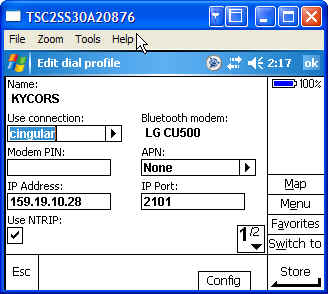 TSC2SS30A20876
File Zoom Tools Help
Edit dial profile 2:17 ok
Name:
KYCORS
100%
Use connection: Bluetooth modem:
cingular LG CU500
Modem PIN: APN:
None
IP Address: IP Port:
159.19.10.28 2101
Map
Menu
Use NTRIP:
Favorites
1/2
Switch to
Esc Config Store